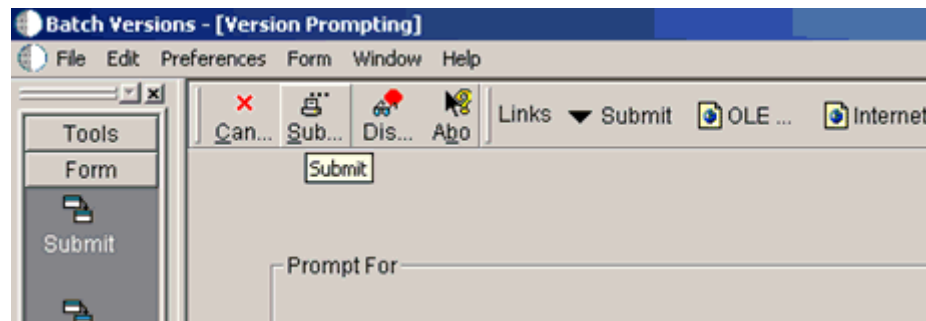 Batch Versions - [Version Prompting]
File Edit Preferences Form Window Help
Can... Sub... Dis... Abo Links Submit OLE ... Internet
Tools
Form
Submit
Submit
Prompt For